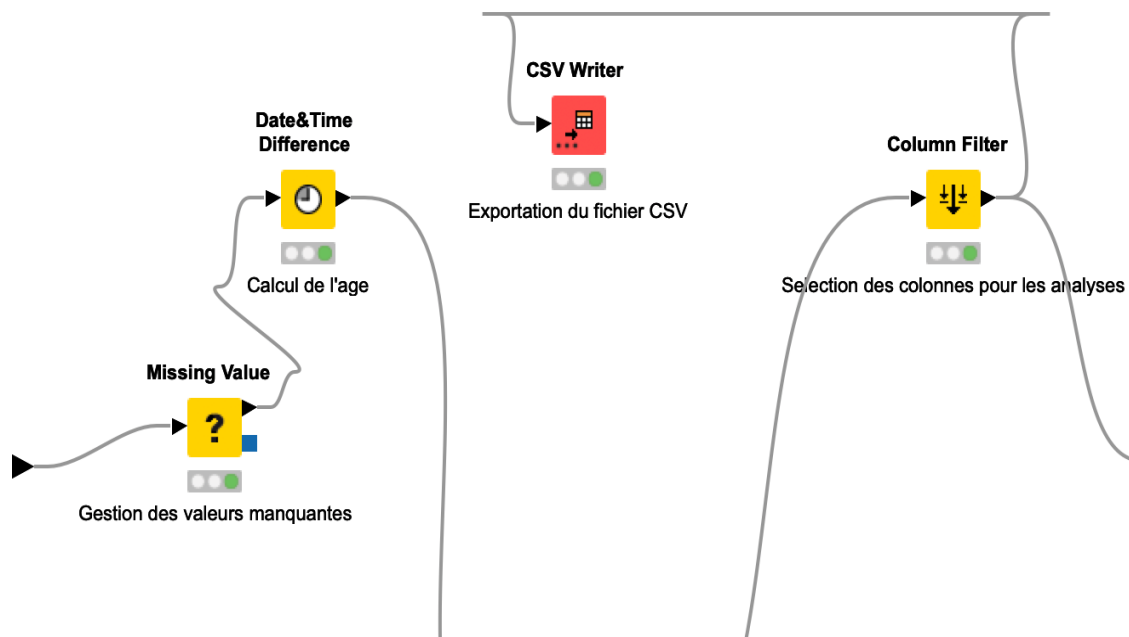 CSV Writer
Exportation du fichier CSV
Date&Time
Difference
Calcul de l'age
Column Filter
Selection des colonnes pour les analyses
Missing Value
?
Gestion des valeurs manquantes